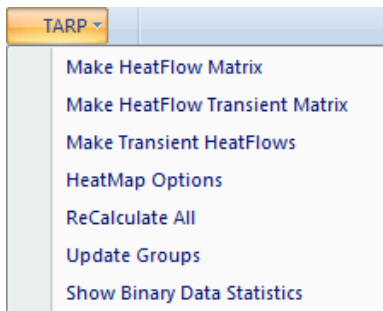 TARP
Make HeatFlow Matrix
Make HeatFlow Transient Matrix
Make Transient HeatFlows
HeatMap Options
ReCalculate All
Update Groups
Show Binary Data Statistics